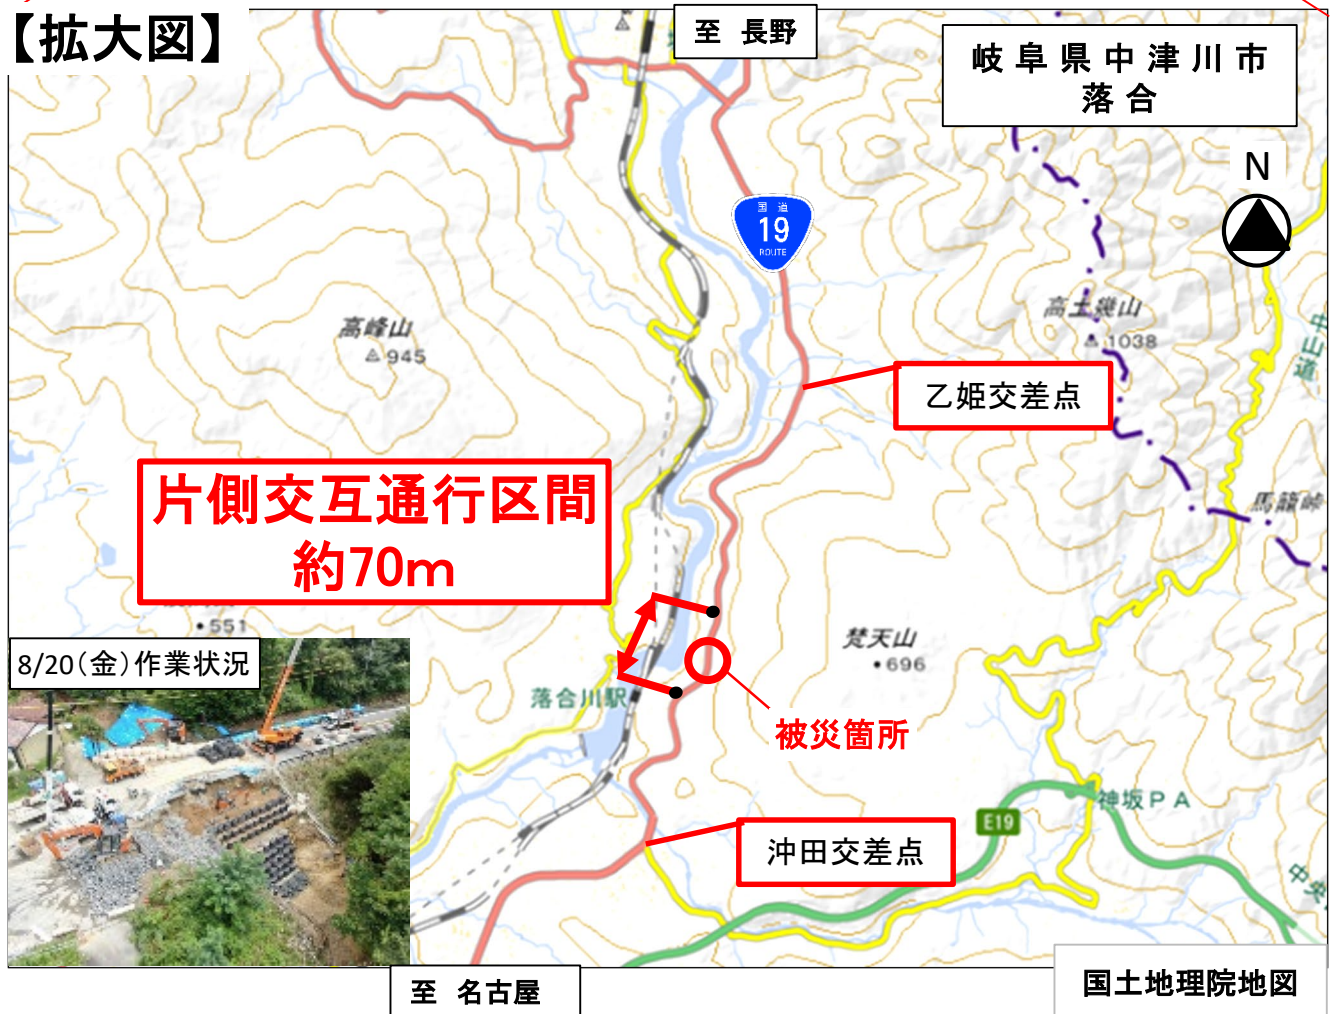 【拡大図】
至 長野
岐阜県中津川市
落合
N
国道
19
ROUTE
高峰山
945
高土幾山
1038
乙姫交差点
馬籠峠
片側交互通行区間
約70m
551
梵天山
696
8/20(金)作業状況
落合川駅
被災箇所
神坂PA
E19
沖田交差点
至 名古屋
国土地理院地図